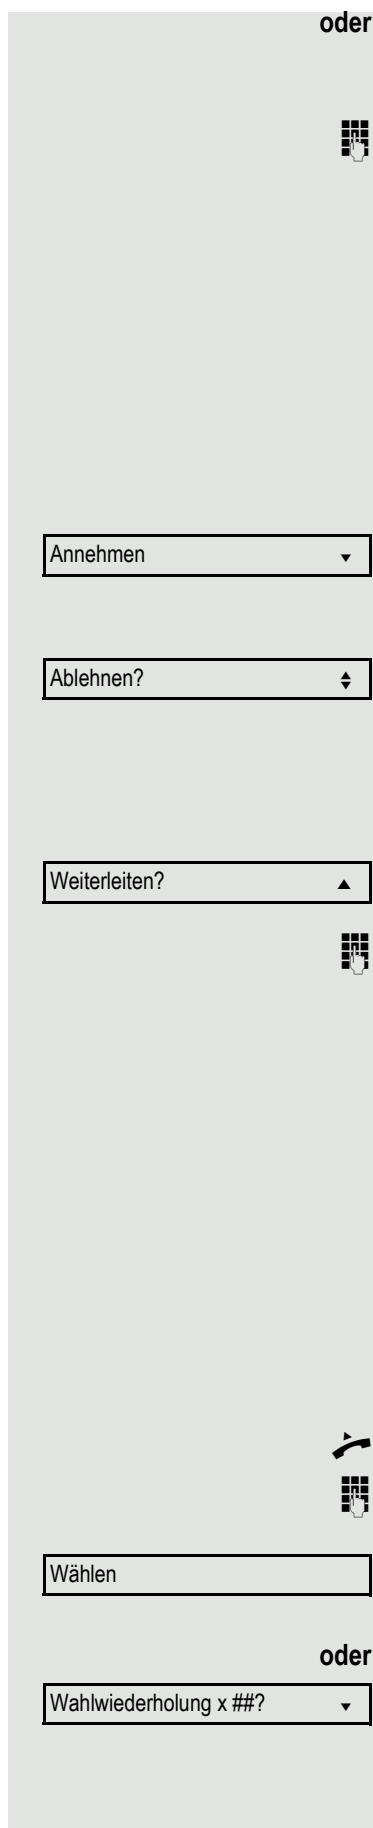 oder
Annehmen
Ablehnen?
Weiterleiten?
Wählen
oder
Wahlwiederholung x ##?